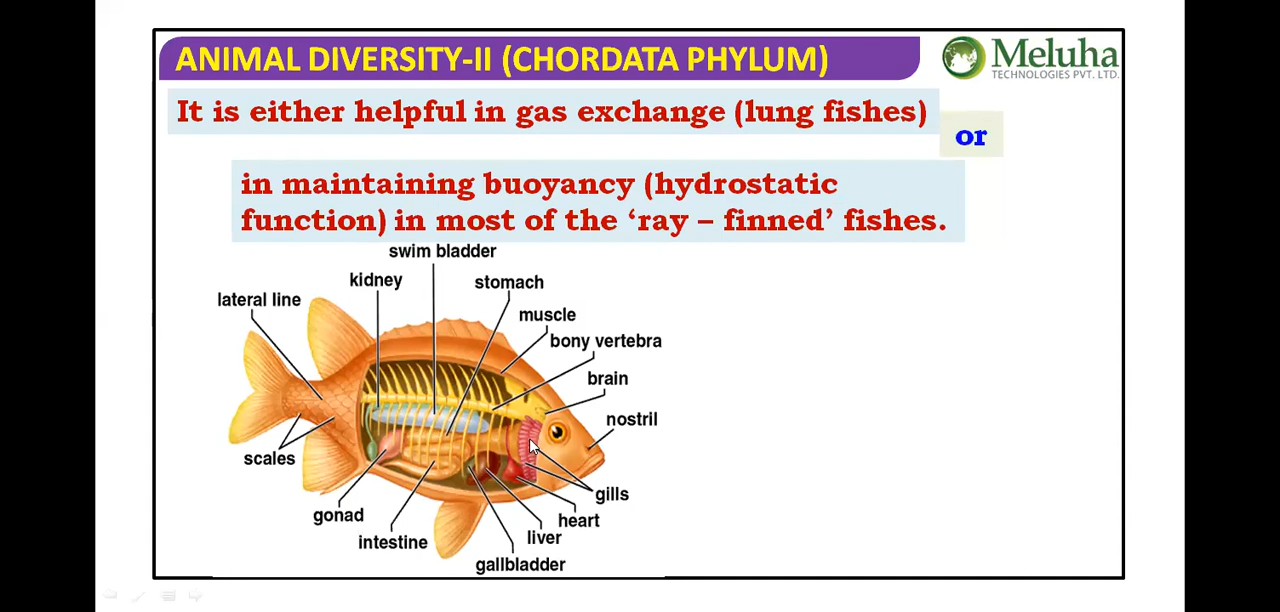 ANIMAL DIVERSITY-II (CHORDATA PHYLUM)
Meluha
TECHNOLOGIES PVT. LTD.
It is either helpful in gas exchange (lung fishes)
or
in maintaining buoyancy (hydrostatic
function) in most of the ‘ray – finned’ fishes.
swim bladder
kidney
stomach
lateral line
muscle
bony vertebra
brain
nostril
scales
gills
gonad
heart
liver
intestine
gallbladder